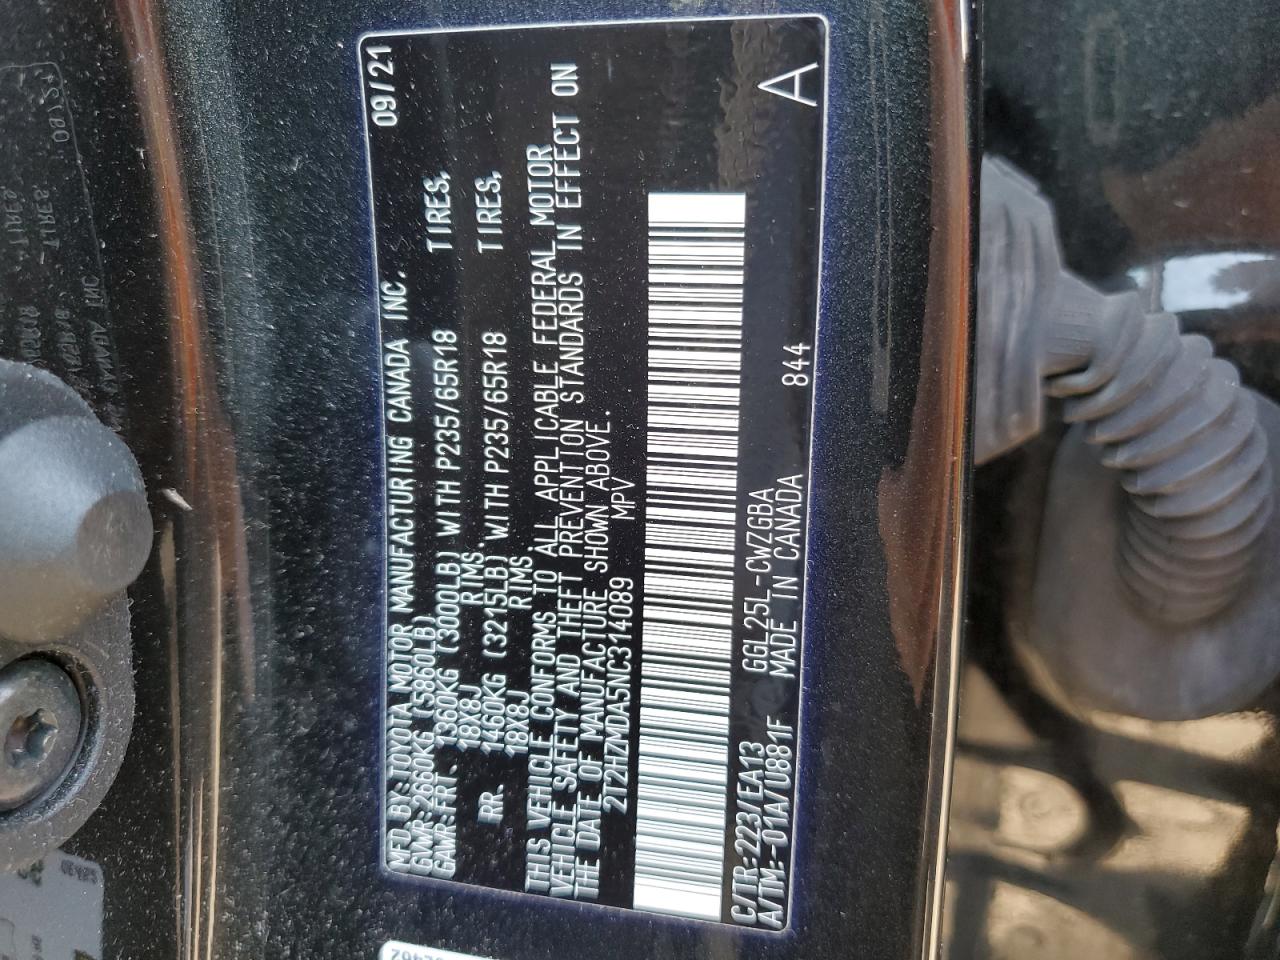 MFD. BY: TOYOTA MOTOR MANUFACTURING CANADA INC. 09/21
GVWR: 2660KG (5860LB)
GAWR: FRT. 1360KG (3000LB) WITH P235/65R18 TIRES,
18X8J RIMS.
RR. 1460KG (3215LB) WITH P235/65R18 TIRES,
18X8J RIMS.
THIS VEHICLE CONFORMS TO ALL APPLICABLE FEDERAL MOTOR
VEHICLE SAFETY AND THEFT PREVENTION STANDARDS IN EFFECT ON
THE DATE OF MANUFACTURE SHOWN ABOVE.
2T2HZMDA5NC314089 MPV
C/TR: 223/EA13 GGL25L-CWZGBA
A/TM: -01A/U881F MADE IN CANADA 844 A